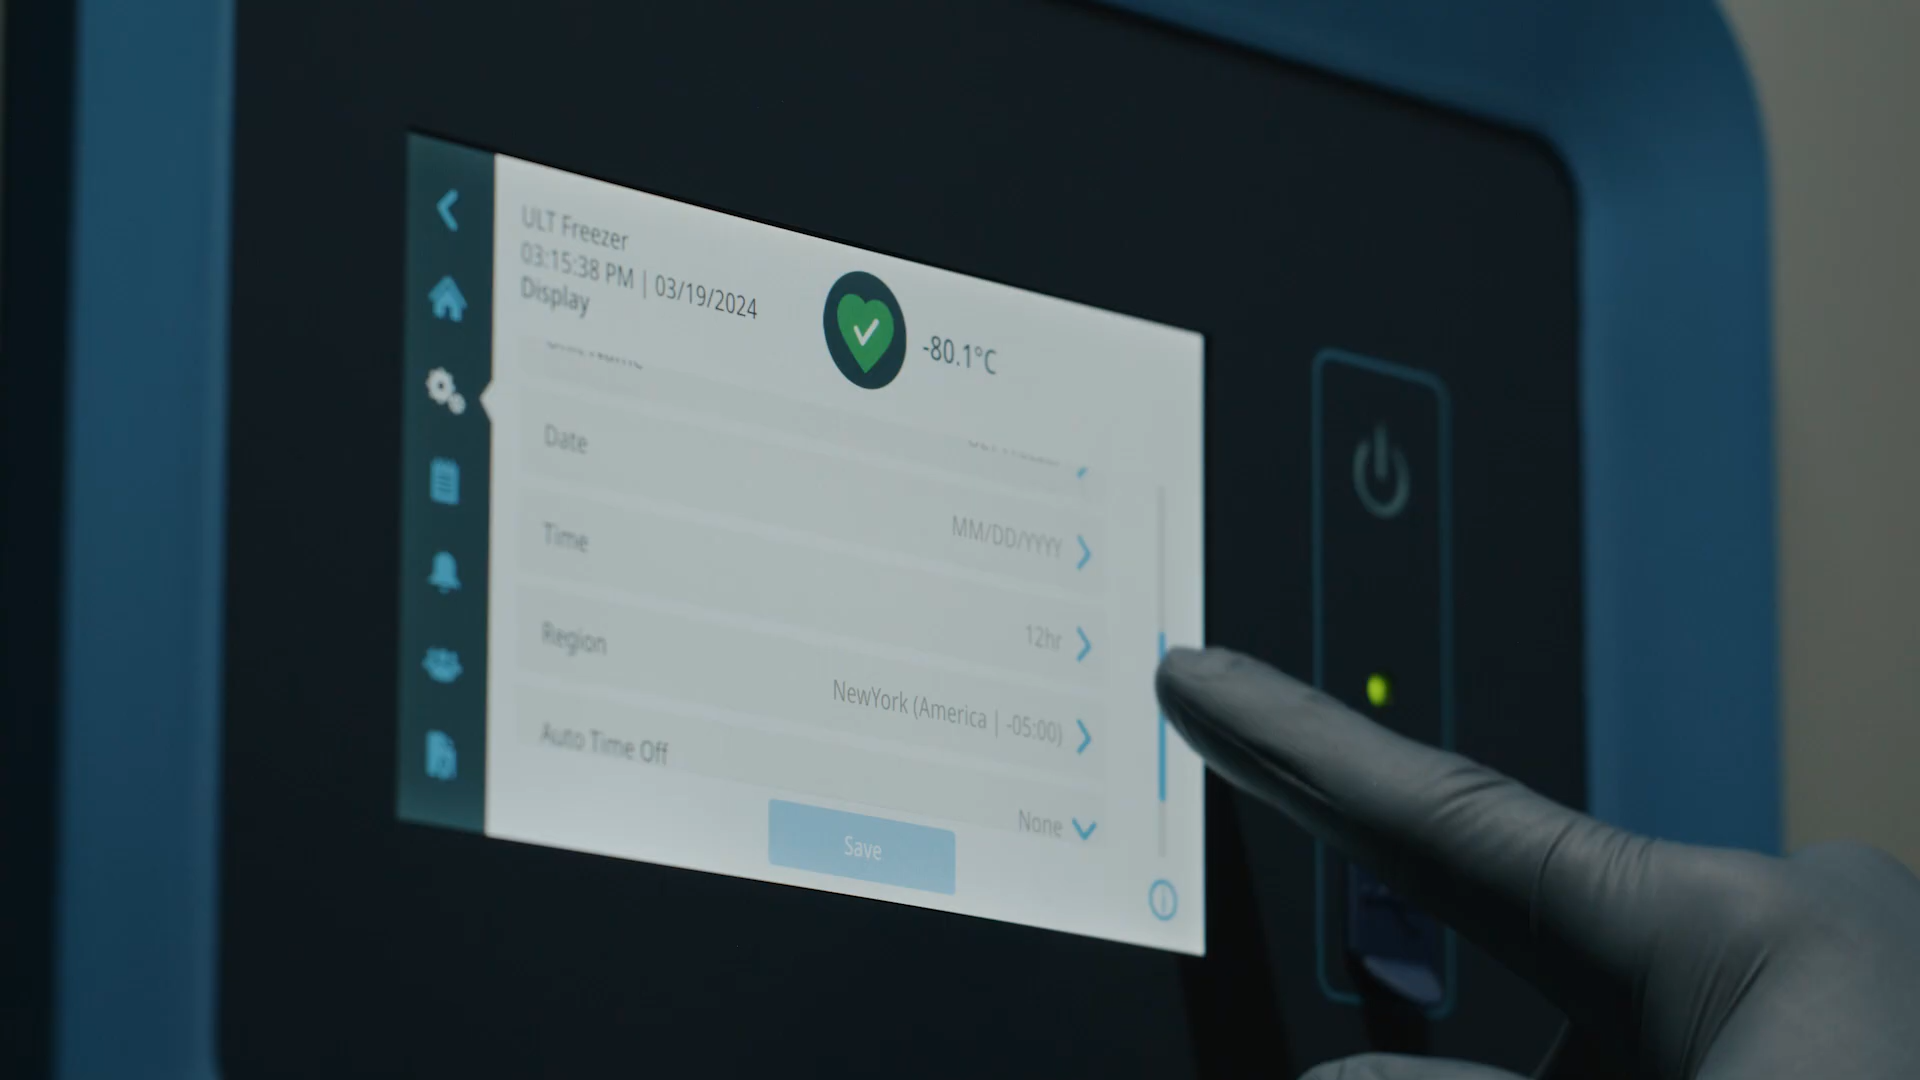 ULT Freezer
03:15:38 PM | 03/19/2024
Display
-80.1°C
Date
MM/DD/YYYY
Time
12hr
Region
NewYork (America | -05:00)
Auto Time Off
None
Save